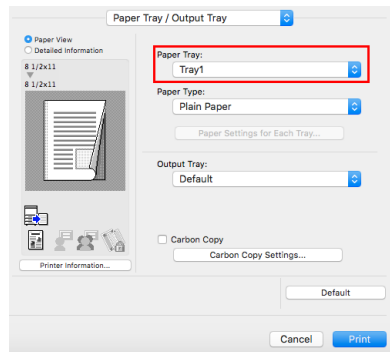 Paper Tray / Output Tray
Paper View
Detailed Information
8 1/2x11
8 1/2x11
Printer Information...
Paper Tray:
Tray1
Paper Type:
Plain Paper
Paper Settings for Each Tray...
Output Tray:
Default
Carbon Copy
Carbon Copy Settings...
Default
Cancel
Print